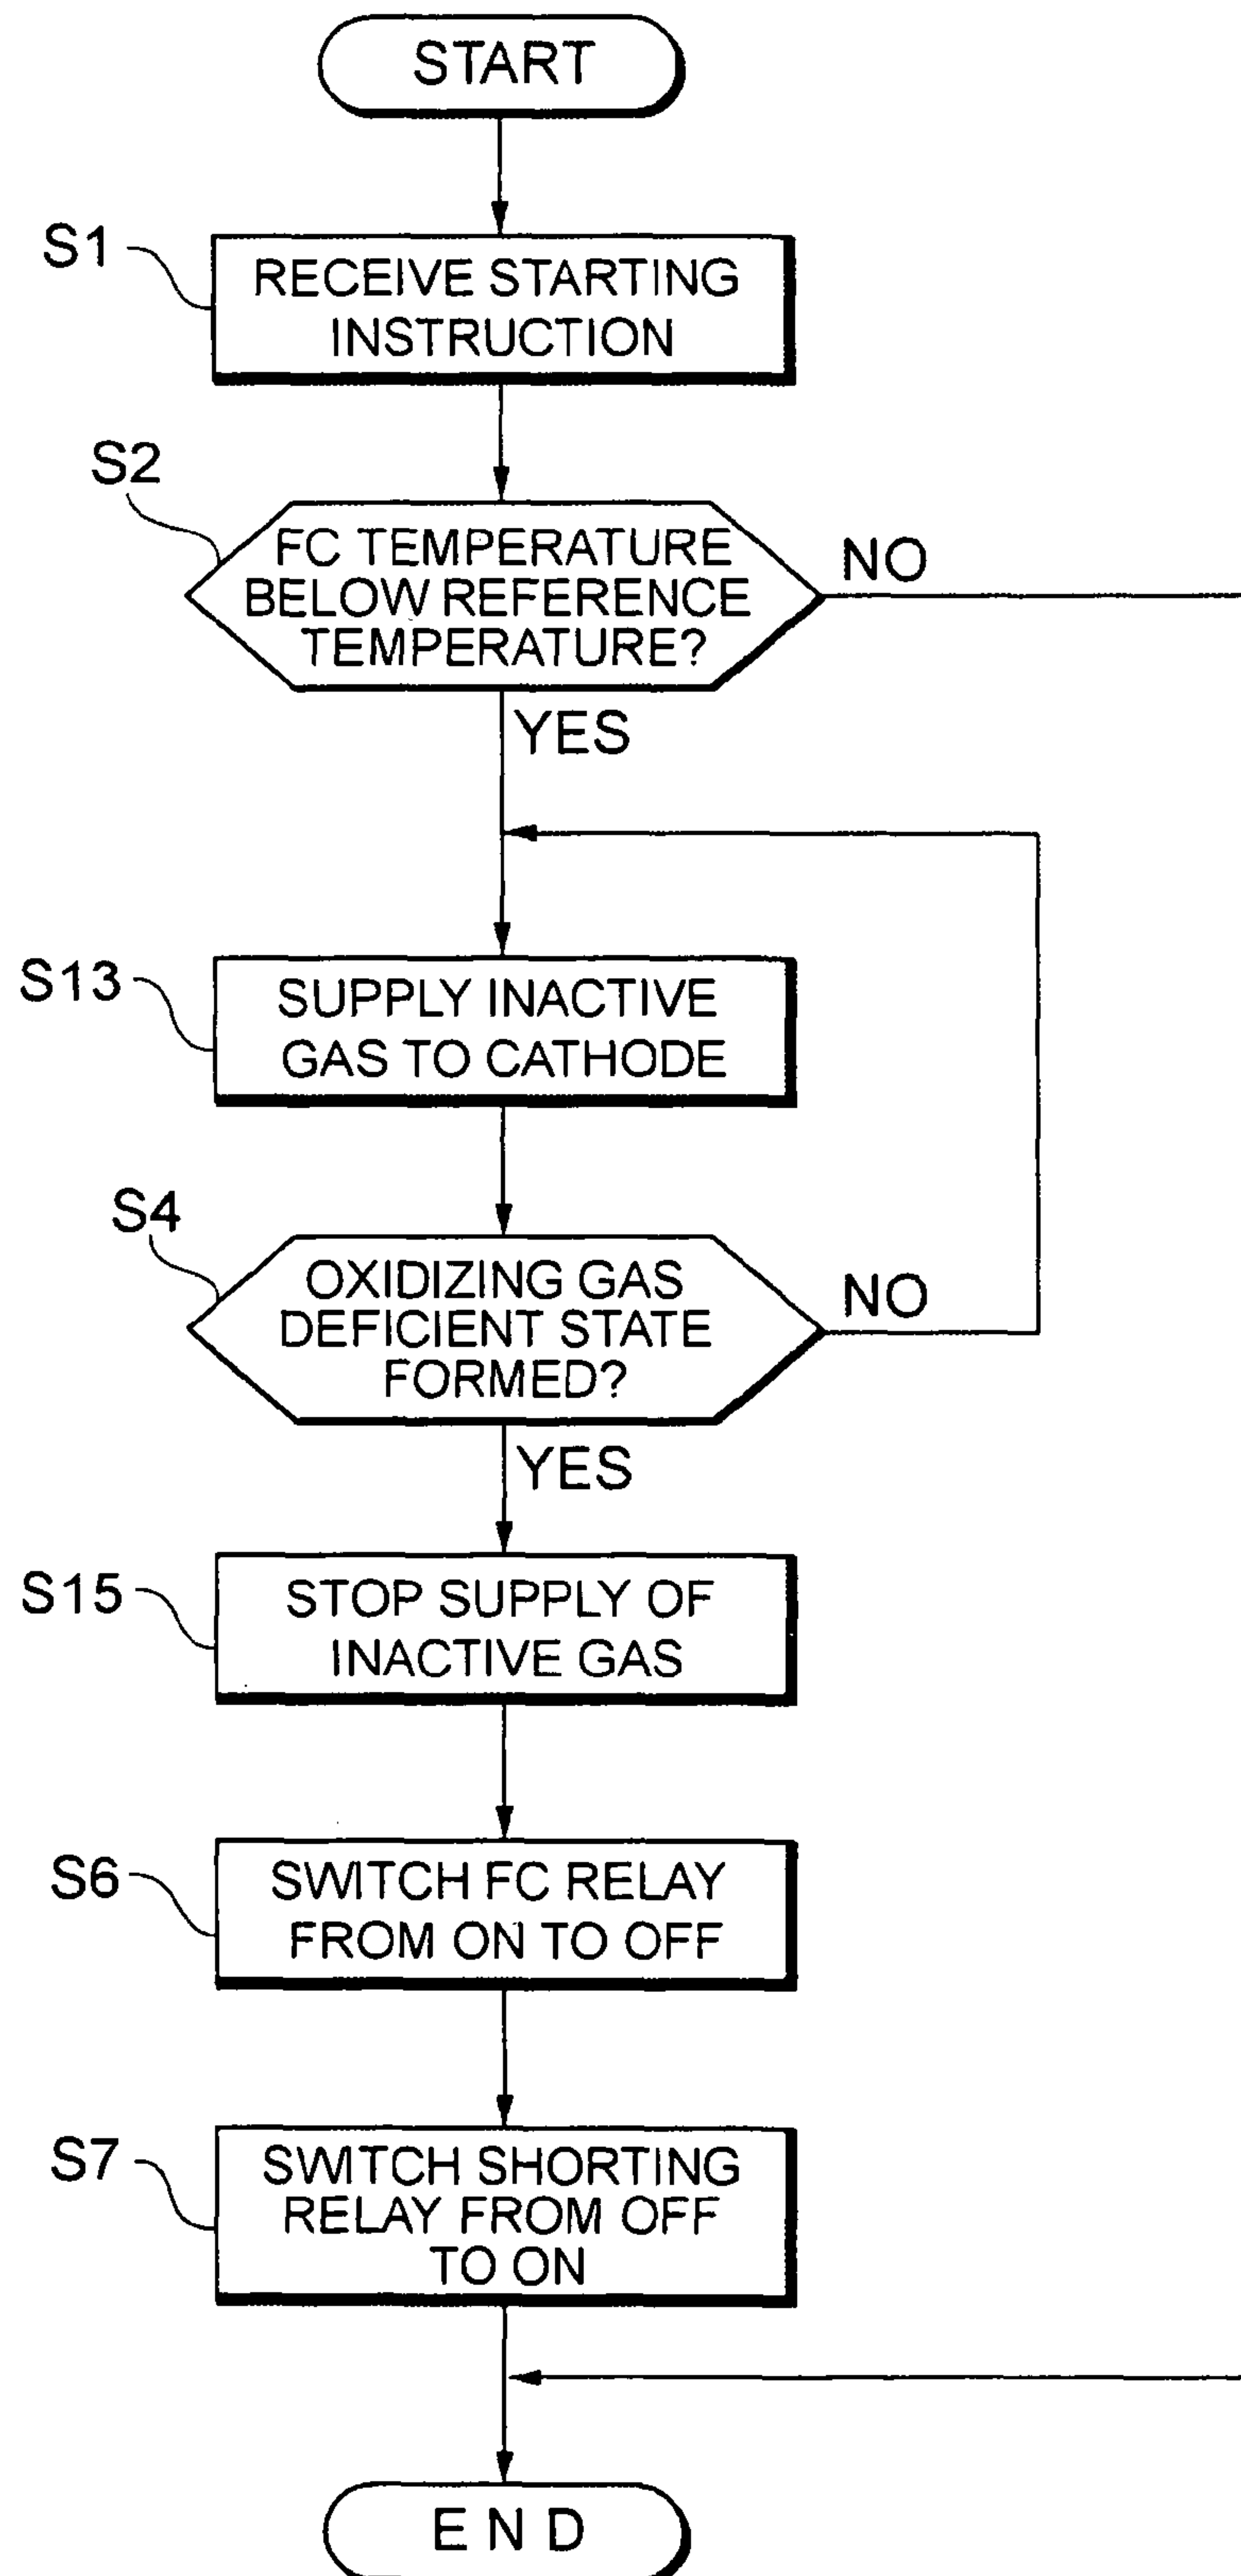 START
S1
RECEIVE STARTING
INSTRUCTION
S2
FC TEMPERATURE
BELOW REFERENCE
TEMPERATURE?
NO
YES
S13
SUPPLY INACTIVE
GAS TO CATHODE
S4
OXIDIZING GAS
DEFICIENT STATE
FORMED?
NO
YES
S15
STOP SUPPLY OF
INACTIVE GAS
S6
SWITCH FC RELAY
FROM ON TO OFF
S7
SWITCH SHORTING
RELAY FROM OFF
TO ON
END